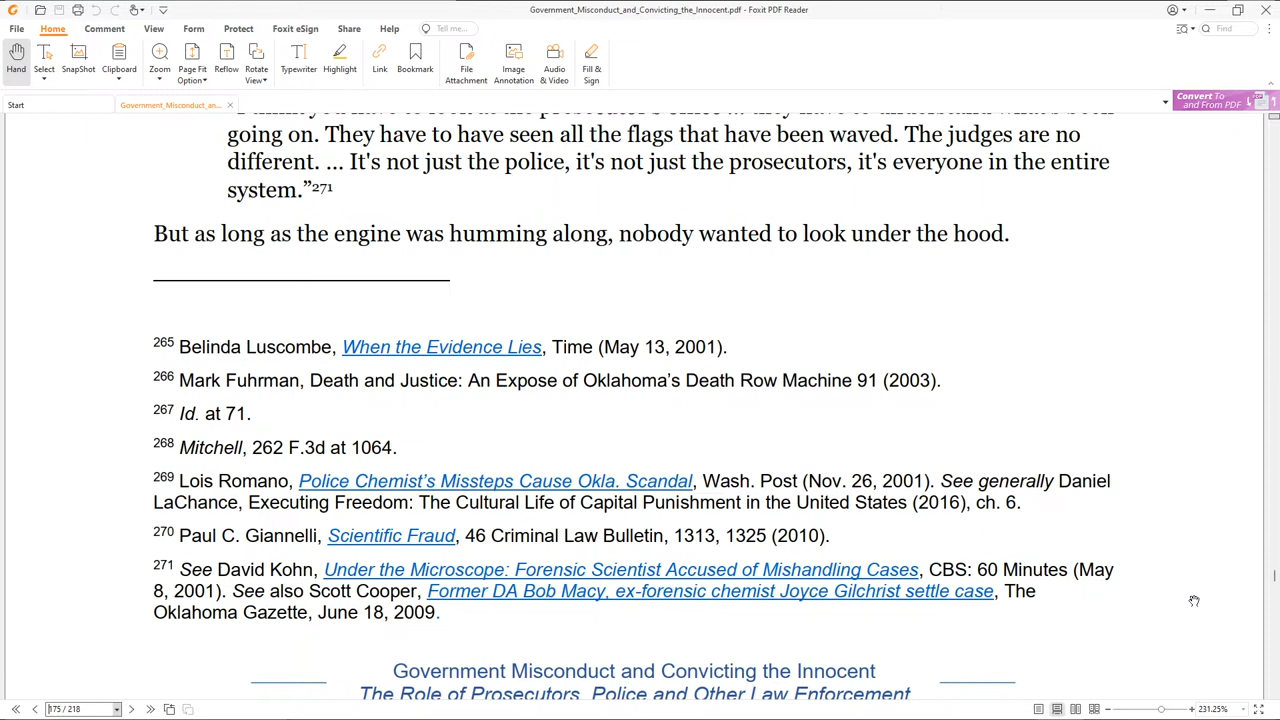 Government_Misconduct_and_Convicting_the_Innocent.pdf - Foxit PDF Reader
File Home Comment View Form Protect Foxit eSign Share Help Tell me... Find
Hand Select SnapShot Clipboard Zoom Page Fit Option Reflow Rotate View Typewriter Highlight Link Bookmark File Attachment Image Annotation Audio & Video Fill & Sign
Start Government_Misconduct_an... Convert To and From PDF
going on. They have to have seen all the flags that have been waved. The judges are no
different. ... It's not just the police, it's not just the prosecutors, it's everyone in the entire
system.”271
But as long as the engine was humming along, nobody wanted to look under the hood.
265 Belinda Luscombe, When the Evidence Lies, Time (May 13, 2001).
266 Mark Fuhrman, Death and Justice: An Expose of Oklahoma’s Death Row Machine 91 (2003).
267 Id. at 71.
268 Mitchell, 262 F.3d at 1064.
269 Lois Romano, Police Chemist’s Missteps Cause Okla. Scandal, Wash. Post (Nov. 26, 2001). See generally Daniel
LaChance, Executing Freedom: The Cultural Life of Capital Punishment in the United States (2016), ch. 6.
270 Paul C. Giannelli, Scientific Fraud, 46 Criminal Law Bulletin, 1313, 1325 (2010).
271 See David Kohn, Under the Microscope: Forensic Scientist Accused of Mishandling Cases, CBS: 60 Minutes (May
8, 2001). See also Scott Cooper, Former DA Bob Macy, ex-forensic chemist Joyce Gilchrist settle case, The
Oklahoma Gazette, June 18, 2009.
Government Misconduct and Convicting the Innocent
The Role of Prosecutors, Police and Other Law Enforcement
175 / 218 231.25%